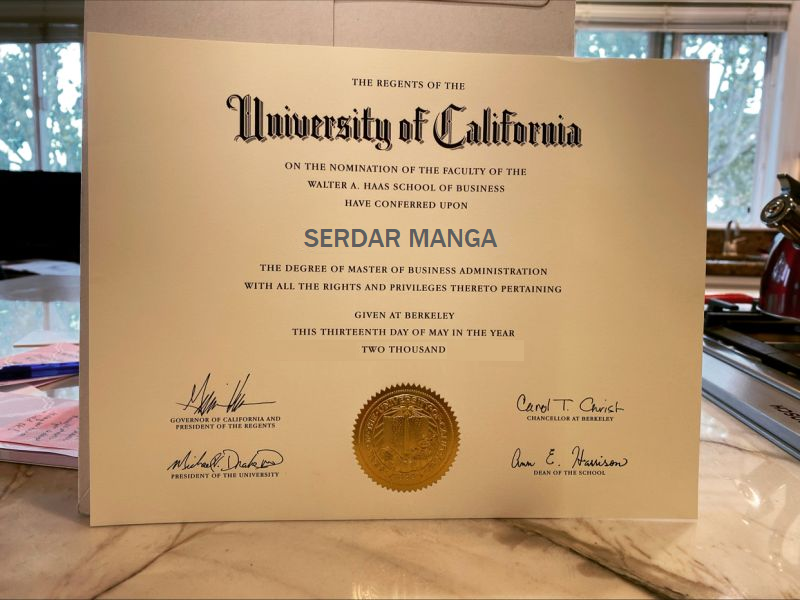 THE REGENTS OF THE
University of California
ON THE NOMINATION OF THE FACULTY OF THE
WALTER A. HAAS SCHOOL OF BUSINESS
HAVE CONFERRED UPON
SERDAR MANGA
THE DEGREE OF MASTER OF BUSINESS ADMINISTRATION
WITH ALL THE RIGHTS AND PRIVILEGES THERETO PERTAINING
GIVEN AT BERKELEY
THIS THIRTEENTH DAY OF MAY IN THE YEAR
TWO THOUSAND
GOVERNOR OF CALIFORNIA AND
PRESIDENT OF THE REGENTS
Carol T. Christ
CHANCELLOR AT BERKELEY
Michael V. Drake MD
PRESIDENT OF THE UNIVERSITY
Ann E. Harrison
DEAN OF THE SCHOOL
BOSCH